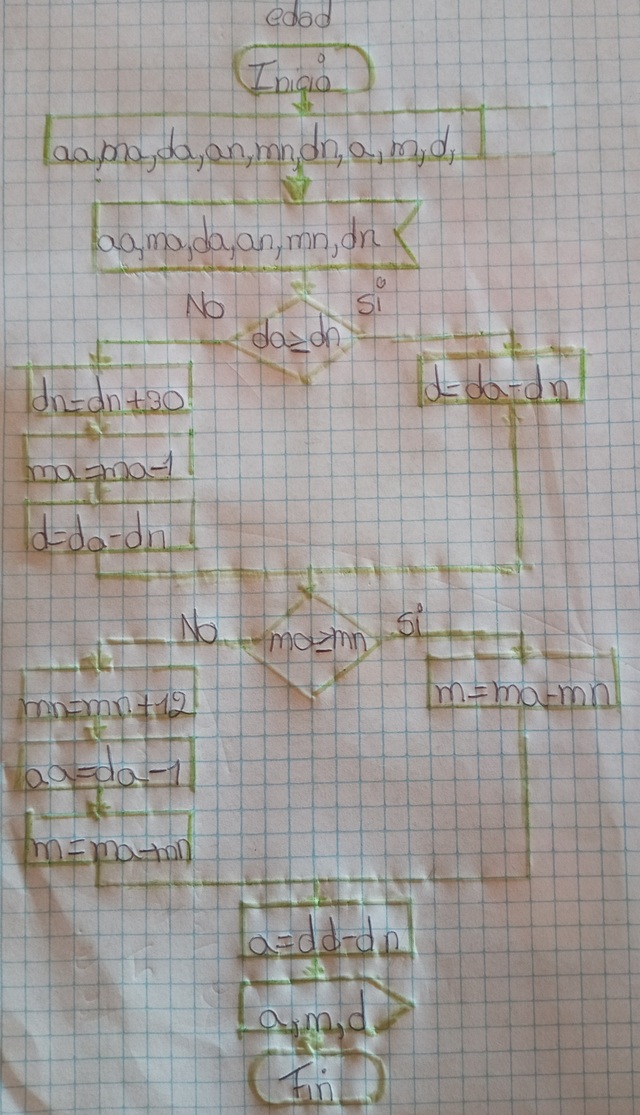 edad
Inicio
aa,ma,da,an,mn,dn,a,m,d,
aa,ma,da,an,mn,dn
No
Si
da≥dn
dn=dn+30
d=da-dn
ma=ma-1
d=da-dn
No
Si
ma≥mn
mn=mn+12
m=ma-mn
aa=da-1
m=ma-mn
a=dd-dn
a,m,d
Fin